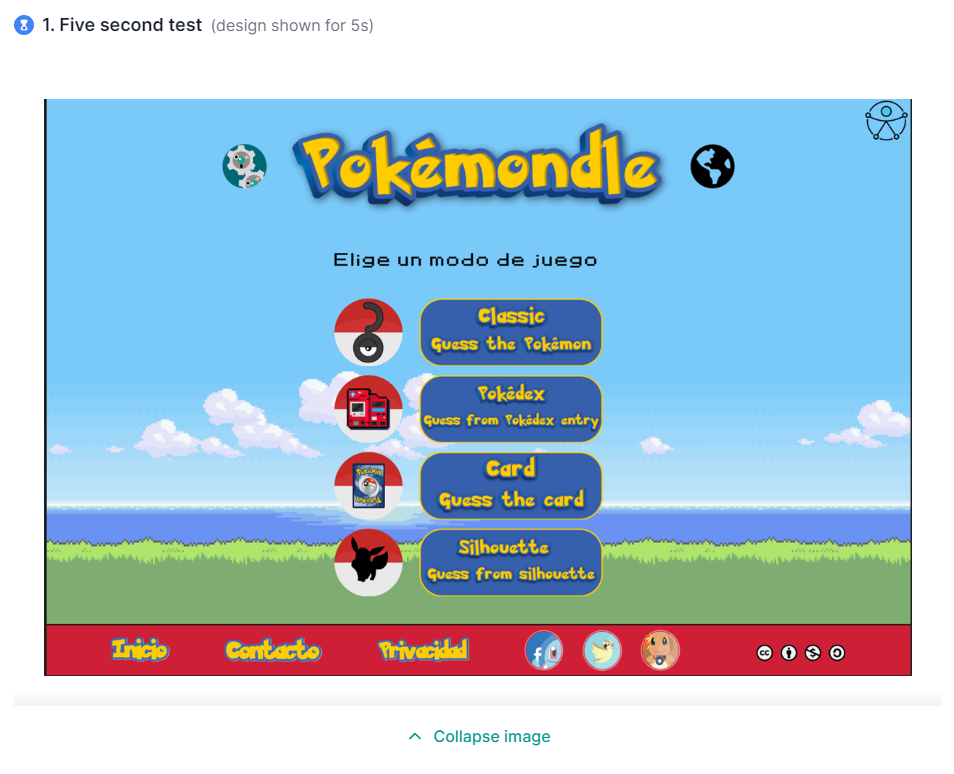 1. Five second test (design shown for 5s)
Pokémondle
Elige un modo de juego
Classic
Guess the Pokémon
Pokédex
Guess from Pokédex entry
Card
Guess the card
Silhouette
Guess from silhouette
Inicio Contacto Privacidad f cc
Collapse image